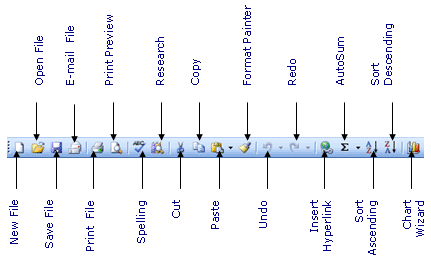 Open File
E-mail File
Print Preview
Research
Copy
Format Painter
Redo
AutoSum
Sort
Descending
ABC
Σ
A
Z
Z
A
New File
Save File
Print File
Spelling
Cut
Paste
Undo
Insert
Hyperlink
Sort
Ascending
Chart
Wizard